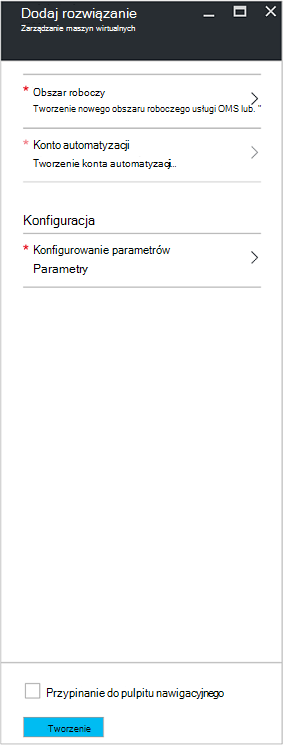 Dodaj rozwiązanie
Zarządzanie maszyn wirtualnych
* Obszar roboczy
Tworzenie nowego obszaru roboczego usługi OMS lub. "
* Konto automatyzacji
Tworzenie konta automatyzacji..
Konfiguracja
* Konfigurowanie parametrów
Parametry
Przypinanie do pulpitu nawigacyjnego
Tworzenie